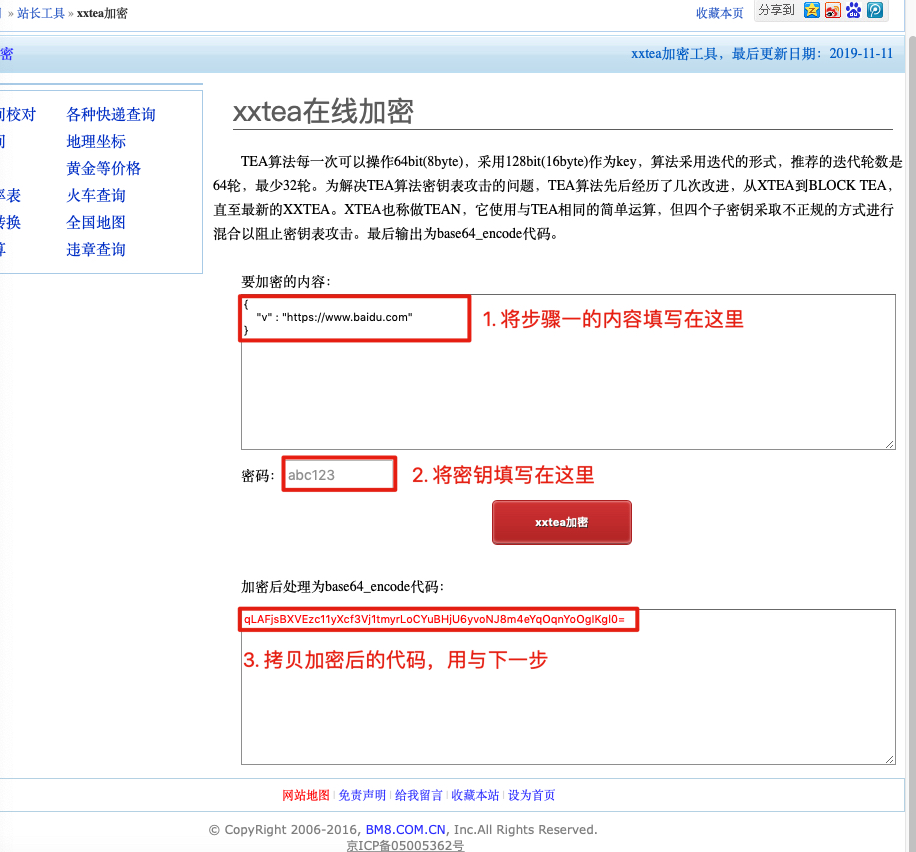 » 站长工具 » xxtea加密
收藏本页 分享到
密
xxtea加密工具，最后更新日期：2019-11-11
间校对 各种快递查询
地理坐标
黄金等价格
率表 火车查询
转换 全国地图
算 违章查询
xxtea在线加密
TEA算法每一次可以操作64bit(8byte)，采用128bit(16byte)作为key，算法采用迭代的形式，推荐的迭代轮数是
64轮，最少32轮。为解决TEA算法密钥表攻击的问题，TEA算法先后经历了几次改进，从XTEA到BLOCK TEA，
直至最新的XXTEA。XTEA也称做TEAN，它使用与TEA相同的简单运算，但四个子密钥采取不正规的方式进行
混合以阻止密钥表攻击。最后输出为base64_encode代码。
要加密的内容：
{
"v" : "https://www.baidu.com"
}
1. 将步骤一的内容填写在这里
密码： abc123
2. 将密钥填写在这里
xxtea加密
加密后处理为base64_encode代码：
qLAFjsBXVEzc11yXcf3Vj1tmyrLoCYuBHjU6yvoNJ8m4eYqOqnYoOglKgI0=
3. 拷贝加密后的代码，用与下一步
网站地图 | 免责声明 | 给我留言 | 收藏本站 | 设为首页
© CopyRight 2006-2016, BM8.COM.CN, Inc.All Rights Reserved.
京ICP备05005362号